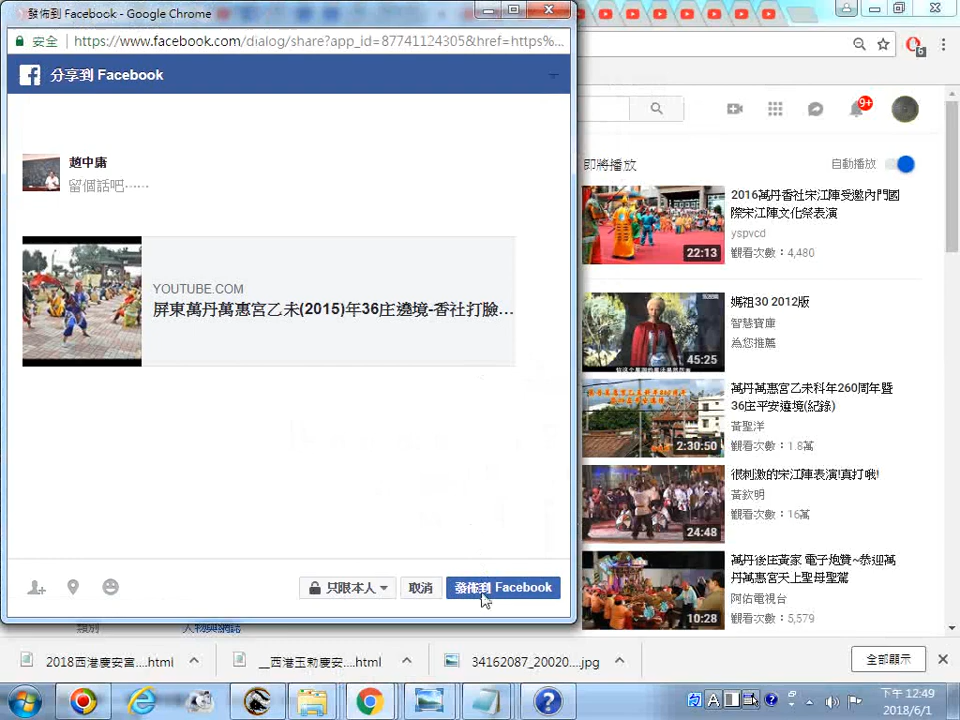 發佈到 Facebook - Google Chrome
安全 | https://www.facebook.com/dialog/share?app_id=87741124305&href=https%...
分享到 Facebook
趙中庸
留個話吧……
YOUTUBE.COM
屏東萬丹萬惠宮乙未(2015)年36庄遶境-香社打臉...
只限本人
取消
發佈到 Facebook
9+
6
即將播放
自動播放
2016萬丹香社宋江陣受邀內門國
際宋江陣文化祭表演
yspvcd
觀看次數：4,480
22:13
媽祖30 2012版
智慧寶庫
為您推薦
45:25
萬丹萬惠宮乙未科年260周年暨
36庄平安遶境(紀錄)
黃聖洋
觀看次數：1.8萬
2:30:50
很刺激的宋江陣表演!真打哦!
黃欽明
觀看次數：16萬
24:48
萬丹後庄黃家 電子炮贊~恭迎萬
丹萬惠宮天上聖母聖駕
阿佑電視台
觀看次數：5,579
10:28
類別
人物與網誌
2018西港慶安宮....html
__西港玉勅慶安....html
34162087_20020....jpg
全部顯示
A
下午 12:49
2018/6/1